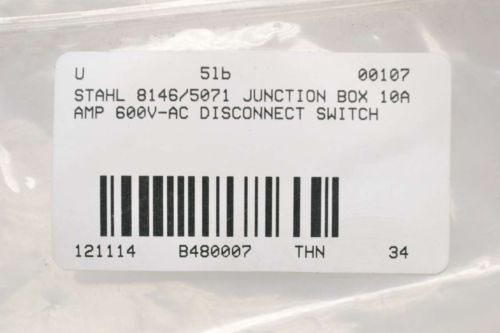 U 5lb 00107
STAHL 8146/5071 JUNCTION BOX 10A
AMP 600V-AC DISCONNECT SWITCH
121114 B480007 THN 34